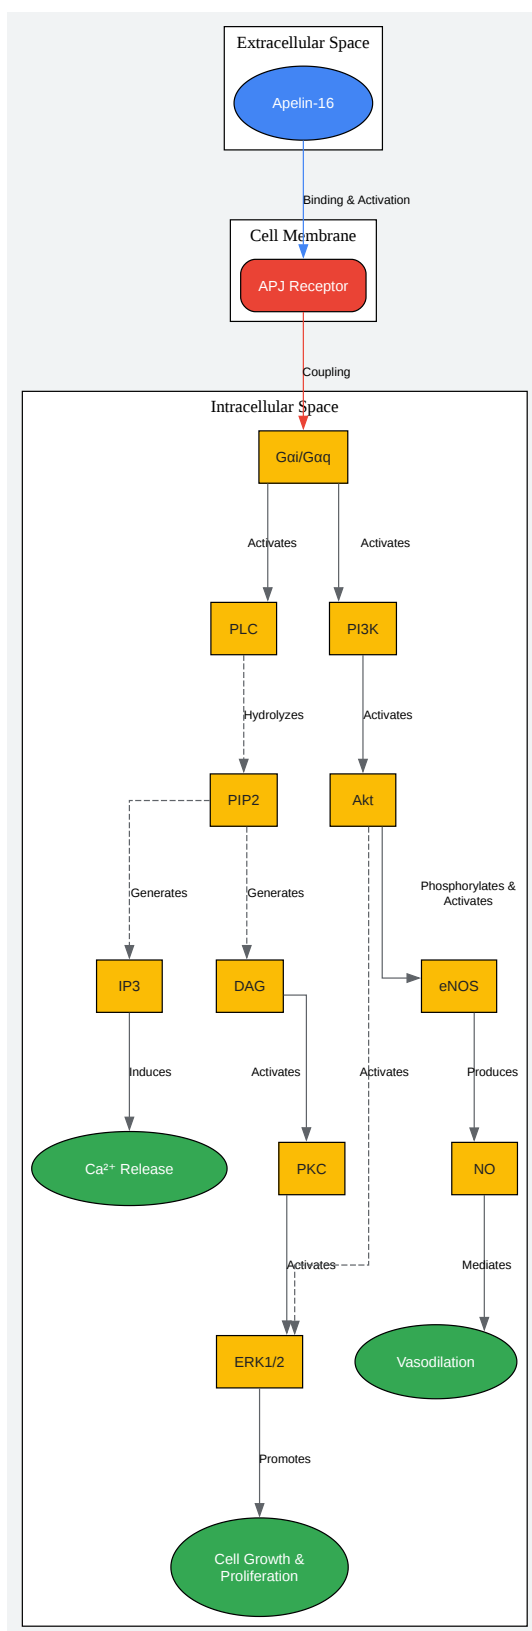 Extracellular Space
Apelin-16
Binding & Activation
Cell Membrane
APJ Receptor
Coupling
Intracellular Space
Gαi/Gαq
Activates
Activates
PLC
PI3K
Hydrolyzes
Activates
PIP2
Akt
Generates
Generates
Phosphorylates &
Activates
IP3
DAG
eNOS
Induces
Activates
Activates
Produces
Ca²⁺ Release
PKC
NO
Activates
Mediates
ERK1/2
Vasodilation
Promotes
Cell Growth &
Proliferation